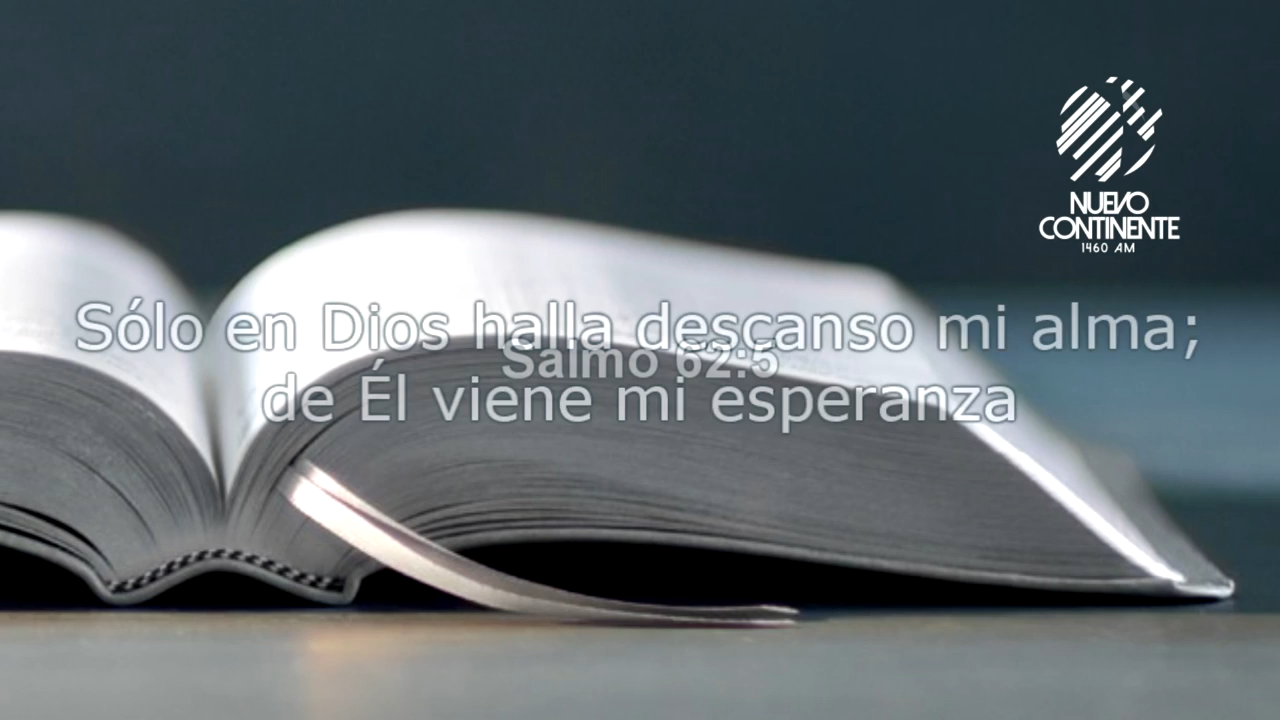 NUEVO
CONTINENTE
1460 AM
Sólo en Dios halla descanso mi alma;
Salmo 62:5
de Él viene mi esperanza